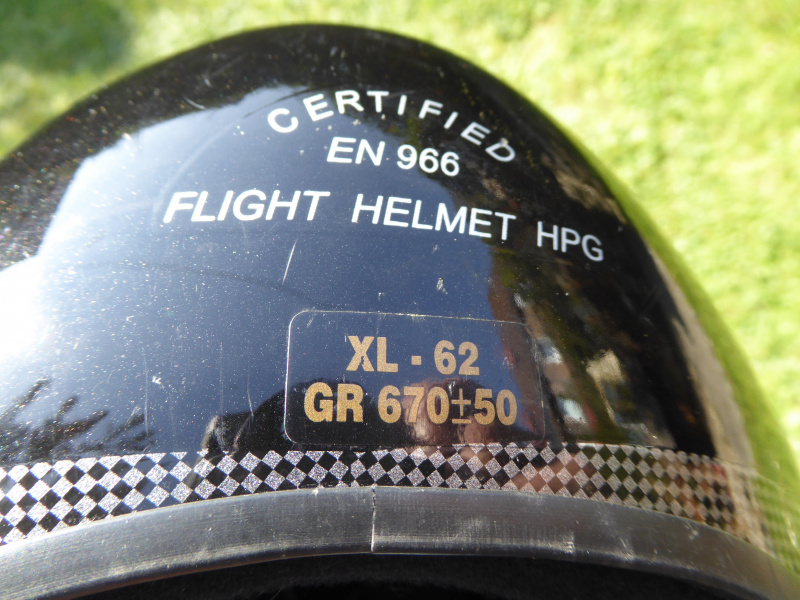 CERTIFIED
EN 966
FLIGHT HELMET HPG
XL - 62
GR 670±50